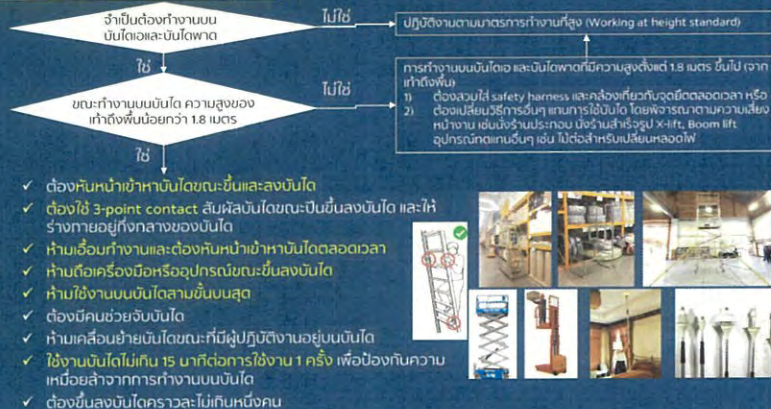 จำเป็นต้องทำงานบน
บันไดเอและบันไดพาด
ไม่ใช่
ปฏิบัติงานตามมาตรการทำงานที่สูง (Working at height standard)
ใช่
ขณะทำงานบนบันได ความสูงของ
เท้าถึงพื้นน้อยกว่า 1.8 เมตร
ไม่ใช่
การทำงานบนบันไดเอ และบันไดพาดที่มีความสูงตั้งแต่ 1.8 เมตร ขึ้นไป (จาก
เท้าถึงพื้น)
1) ต้องสวมใส่ safety harness และคล้องเกี่ยวกับจุดยึดตลอดเวลา หรือ
2) ต้องเปลี่ยนวิธีการอื่นๆ แทนการใช้บันได โดยพิจารณาตามความเสี่ยง
หน้างาน เช่นนั่งร้านประกอบ นั่งร้านสำเร็จรูป X-lift, Boom lift
อุปกรณ์ทดแทนอื่นๆ เช่น ไม้ต่อสำหรับเปลี่ยนหลอดไฟ
ใช่
✓ ต้องหันหน้าเข้าหาบันไดขณะขึ้นและลงบันได
✓ ต้องใช้ 3-point contact สัมผัสบันไดขณะปีนขึ้นลงบันได และให้
ร่างกายอยู่กึ่งกลางของบันได
✓ ห้ามเอื้อมทำงานและต้องหันหน้าเข้าหาบันไดตลอดเวลา
✓ ห้ามถือเครื่องมือหรืออุปกรณ์ขณะขึ้นลงบันได
✓ ห้ามใช้งานบนบันไดสามขั้นบนสุด
✓ ต้องมีคนช่วยจับบันได
✓ ห้ามเคลื่อนย้ายบันไดขณะที่มีผู้ปฏิบัติงานอยู่บนบันได
✓ ใช้งานบันไดไม่เกิน 15 นาทีต่อการใช้งาน 1 ครั้ง เพื่อป้องกันความ
เหมื่อยล้าจากการทำงานบนบันได
✓ ต้องขึ้นลงบันไดคราวละไม่เกินหนึ่งคน